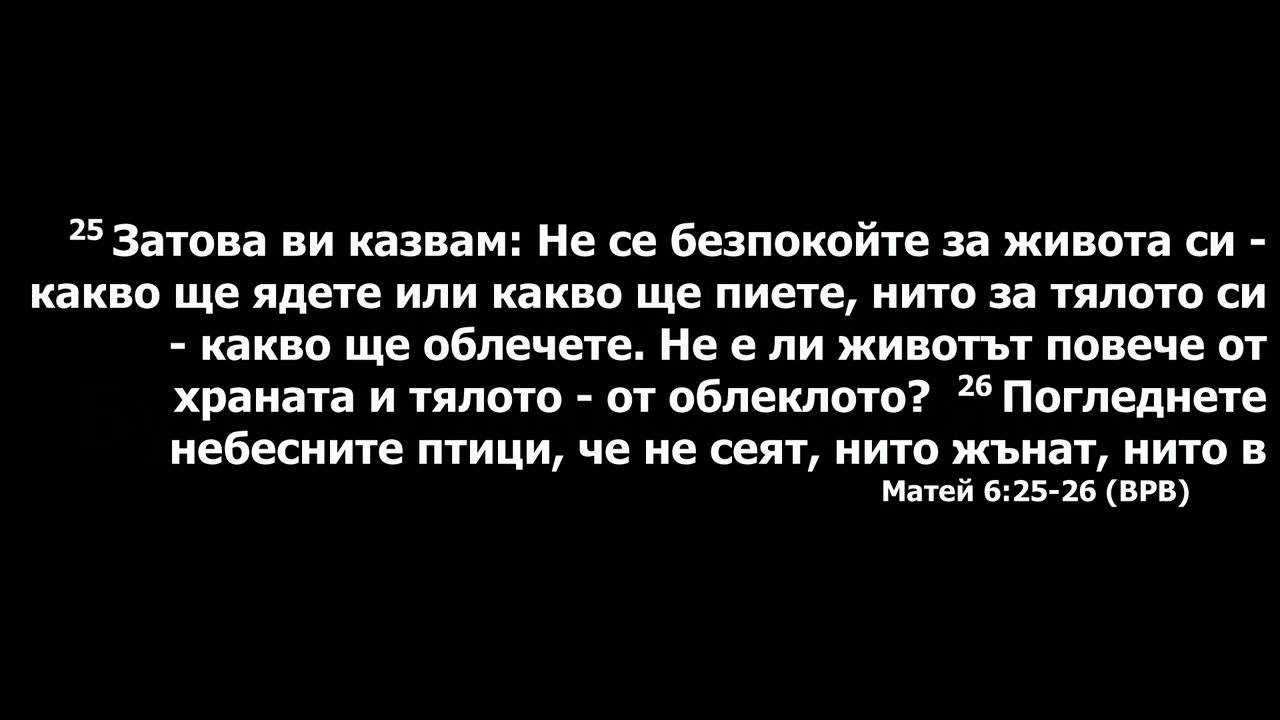 25 Затова ви казвам: Не се безпокойте за живота си -
какво ще ядете или какво ще пиете, нито за тялото си
- какво ще облечете. Не е ли животът повече от
храната и тялото - от облеклото? 26 Погледнете
небесните птици, че не сеят, нито жънат, нито в
Матей 6:25-26 (ВРВ)